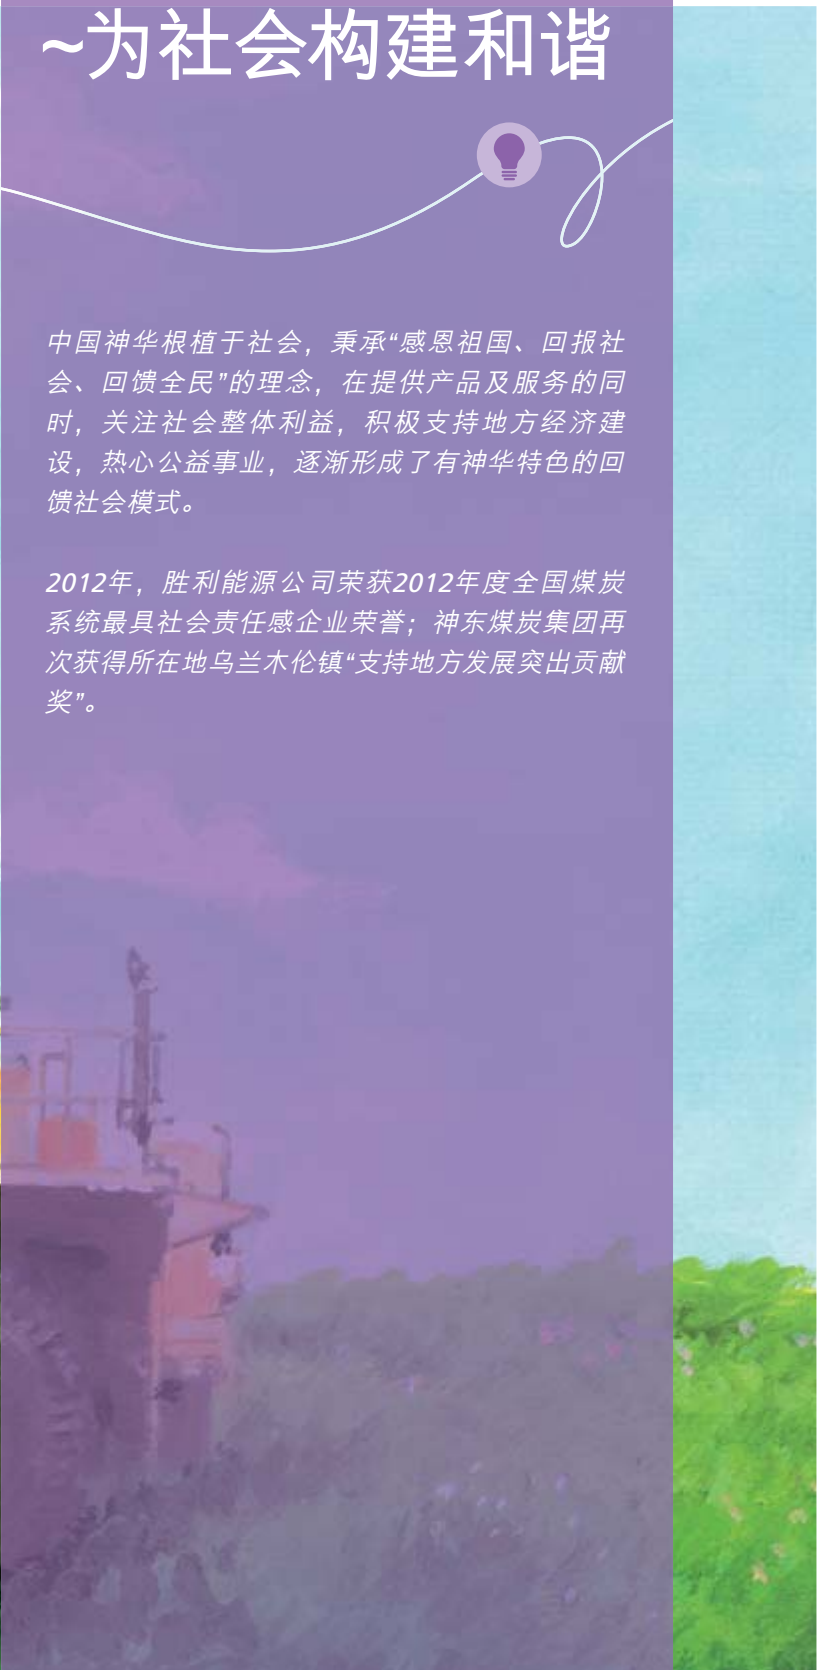 ~为社会构建和谐
中国神华根植于社会，秉承“感恩祖国、回报社
会、回馈全民”的理念，在提供产品及服务的同
时，关注社会整体利益，积极支持地方经济建
设，热心公益事业，逐渐形成了有神华特色的回
馈社会模式。
2012年，胜利能源公司荣获2012年度全国煤炭
系统最具社会责任感企业荣誉；神东煤炭集团再
次获得所在地乌兰木伦镇“支持地方发展突出贡献
奖”。